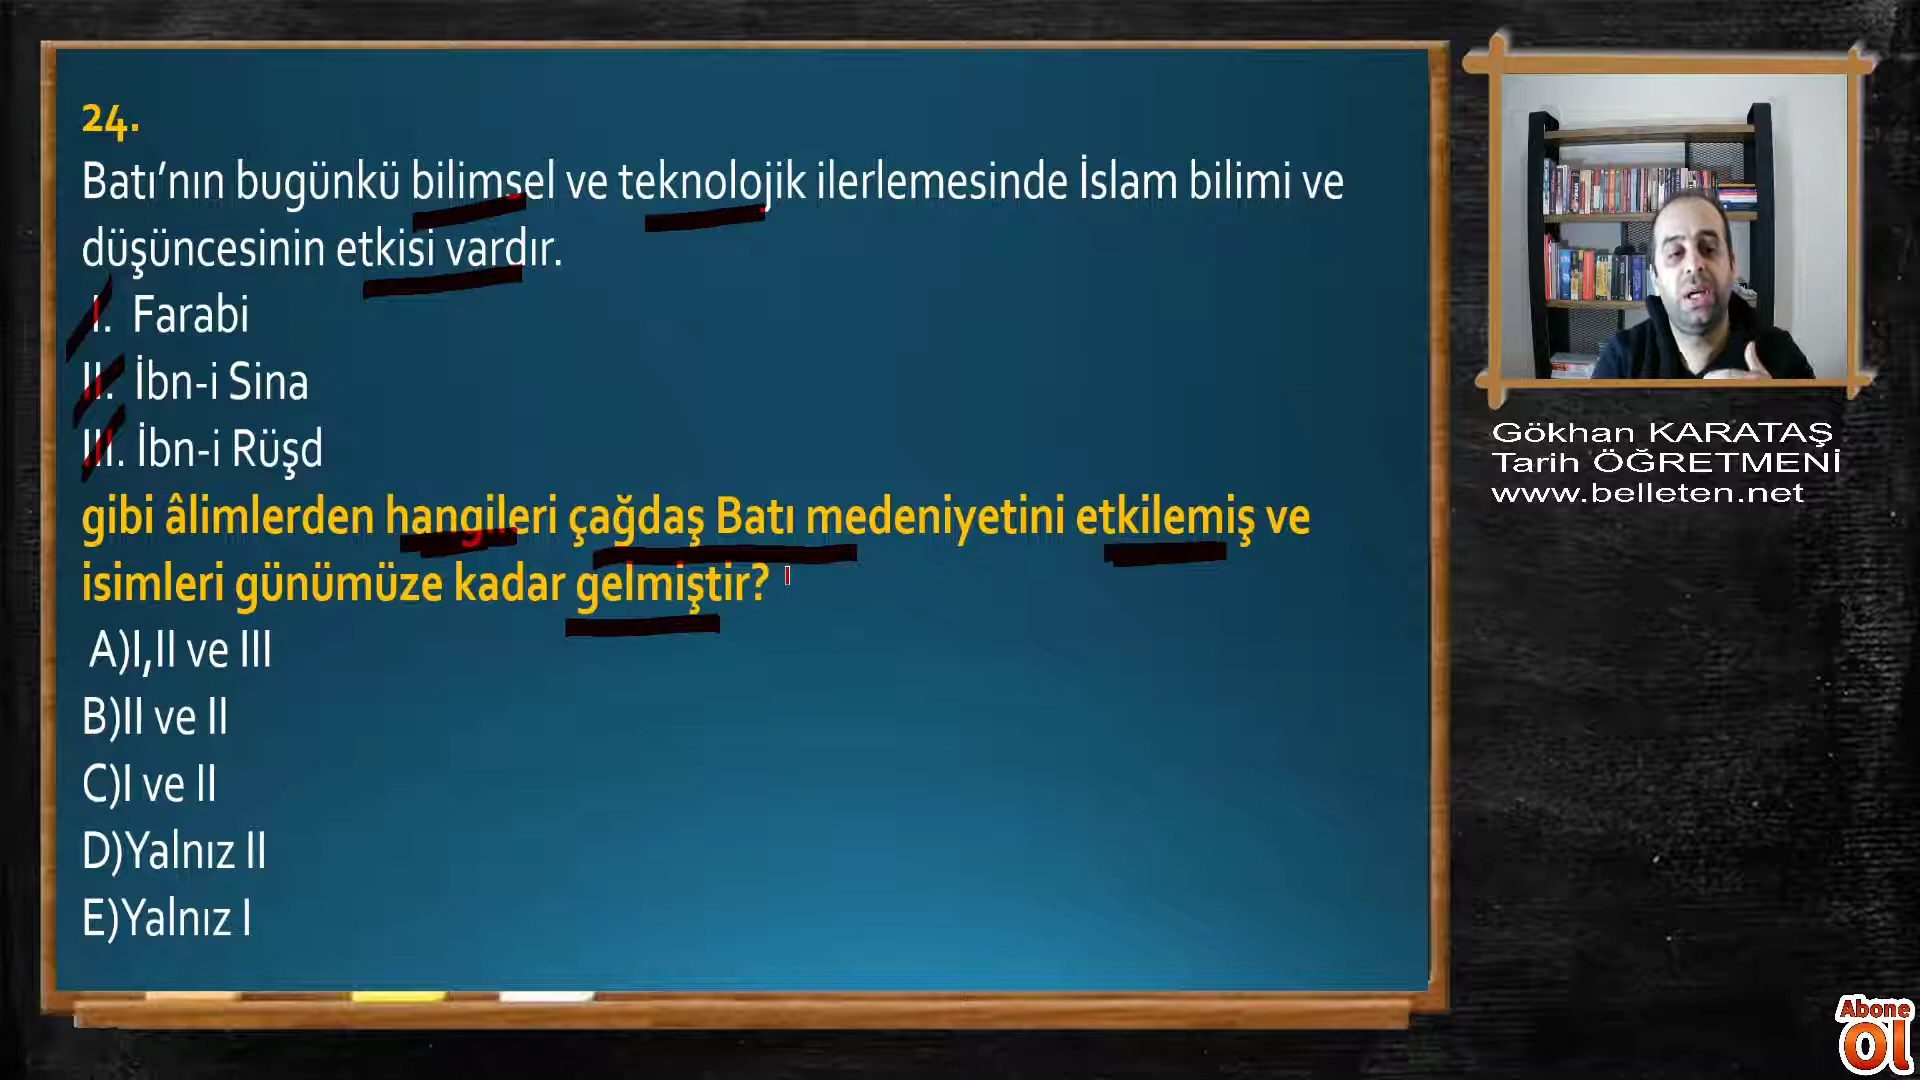 24.
Batı’nın bugünkü bilimsel ve teknolojik ilerlemesinde İslam bilimi ve
düşüncesinin etkisi vardır.
I. Farabi
II. İbn-i Sina
III. İbn-i Rüşd
gibi âlimlerden hangileri çağdaş Batı medeniyetini etkilemiş ve
isimleri günümüze kadar gelmiştir?
A)I,II ve III
B)II ve II
C)I ve II
D)Yalnız II
E)Yalnız I
Gökhan KARATAŞ
Tarih ÖĞRETMENİ
www.belleten.net
Abone
Ol